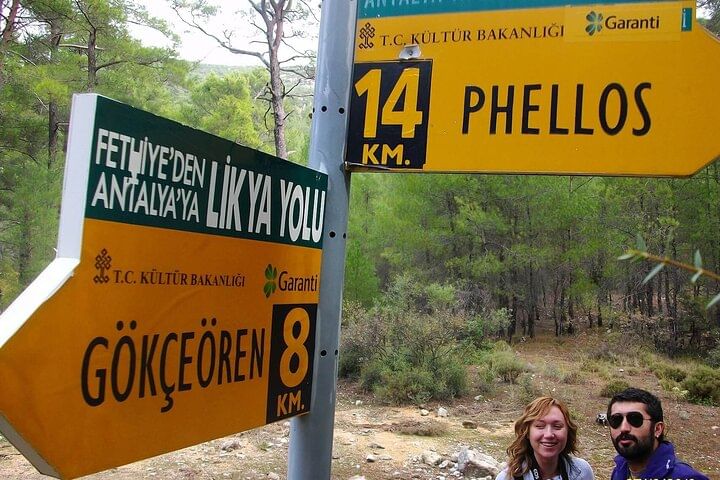 FETHİYE'DEN
ANTALYA'YA LİKYA YOLU
T.C. KÜLTÜR BAKANLIĞI Garanti
GÖKÇEÖREN 8
KM.
T.C. KÜLTÜR BAKANLIĞI Garanti
14
KM. PHELLOS